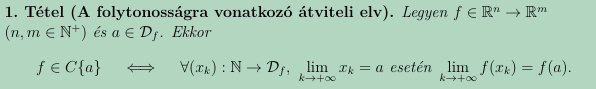 1. Tétel (A folytonosságra vonatkozó átviteli elv). Legyen f ∈ ℝⁿ → ℝᵐ
(n, m ∈ ℕ⁺) és a ∈ 𝒟_f. Ekkor
f ∈ C{a} ⟺ ∀(x_k) : ℕ → 𝒟_f, lim_{k→+∞} x_k = a esetén lim_{k→+∞} f(x_k) = f(a).